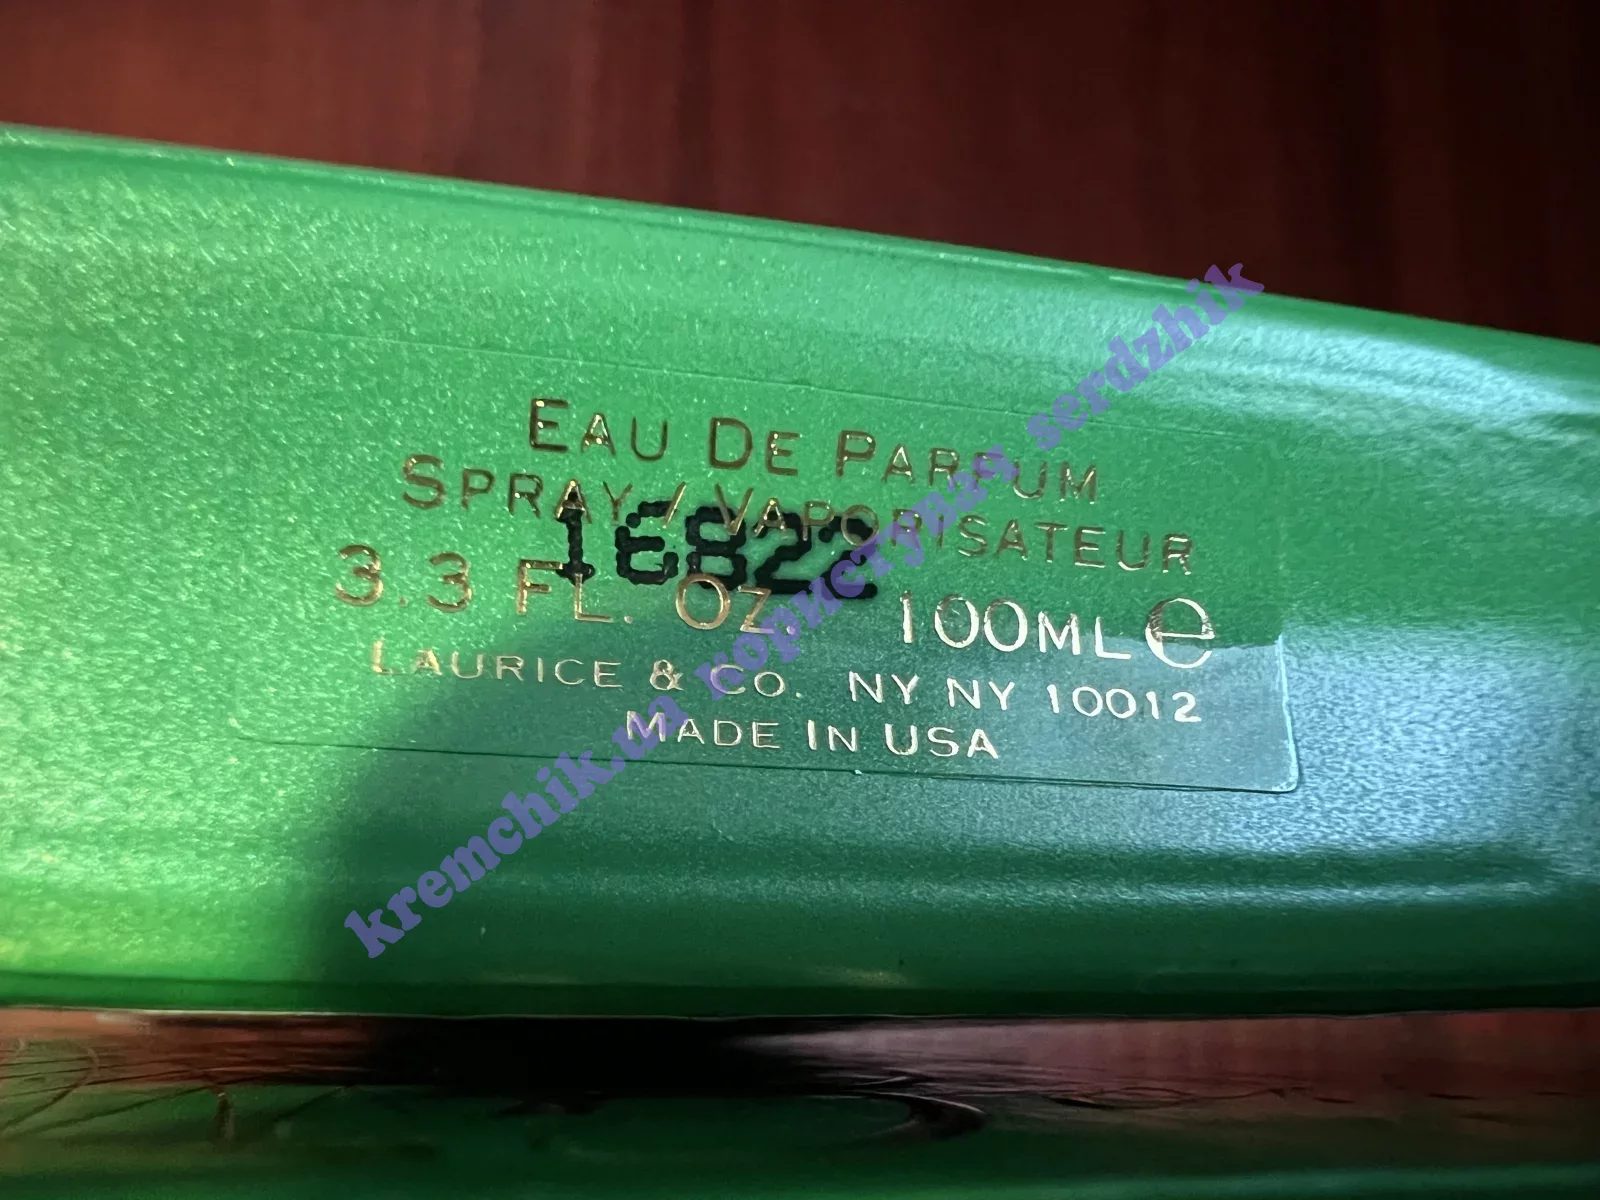 EAU DE PARFUM
SPRAY / VAPORISATEUR
16822
3.3 FL. OZ. 100ML e
LAURICE & CO. NY NY 10012
MADE IN USA
kremchik.ua користувач serdzhik